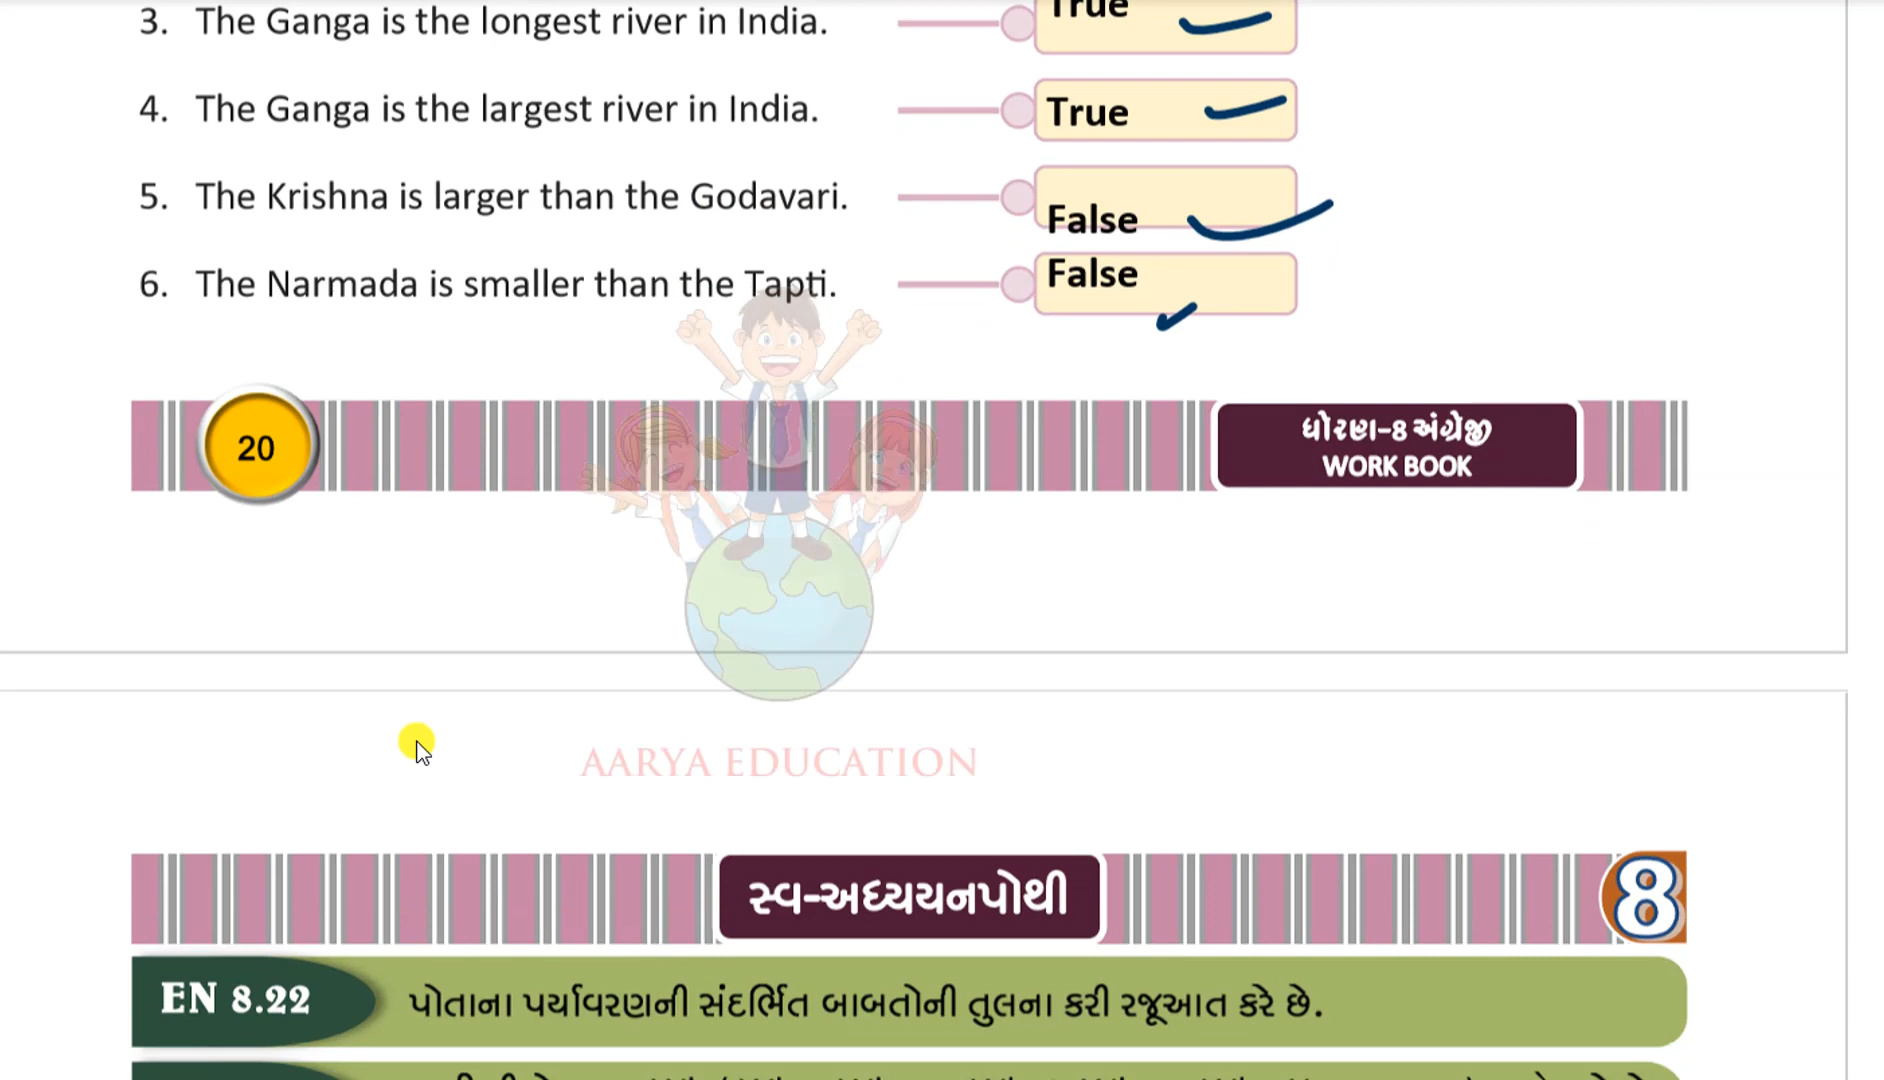 3. The Ganga is the longest river in India. True
4. The Ganga is the largest river in India. True
5. The Krishna is larger than the Godavari. False
6. The Narmada is smaller than the Tapti. False
20
ધોરણ-8 અંગ્રેજી
WORK BOOK
AARYA EDUCATION
સ્વ-અધ્યયનપોથી
8
EN 8.22 પોતાના પર્યાવરણની સંદર્ભિત બાબતોની તુલના કરી રજૂઆત કરે છે.